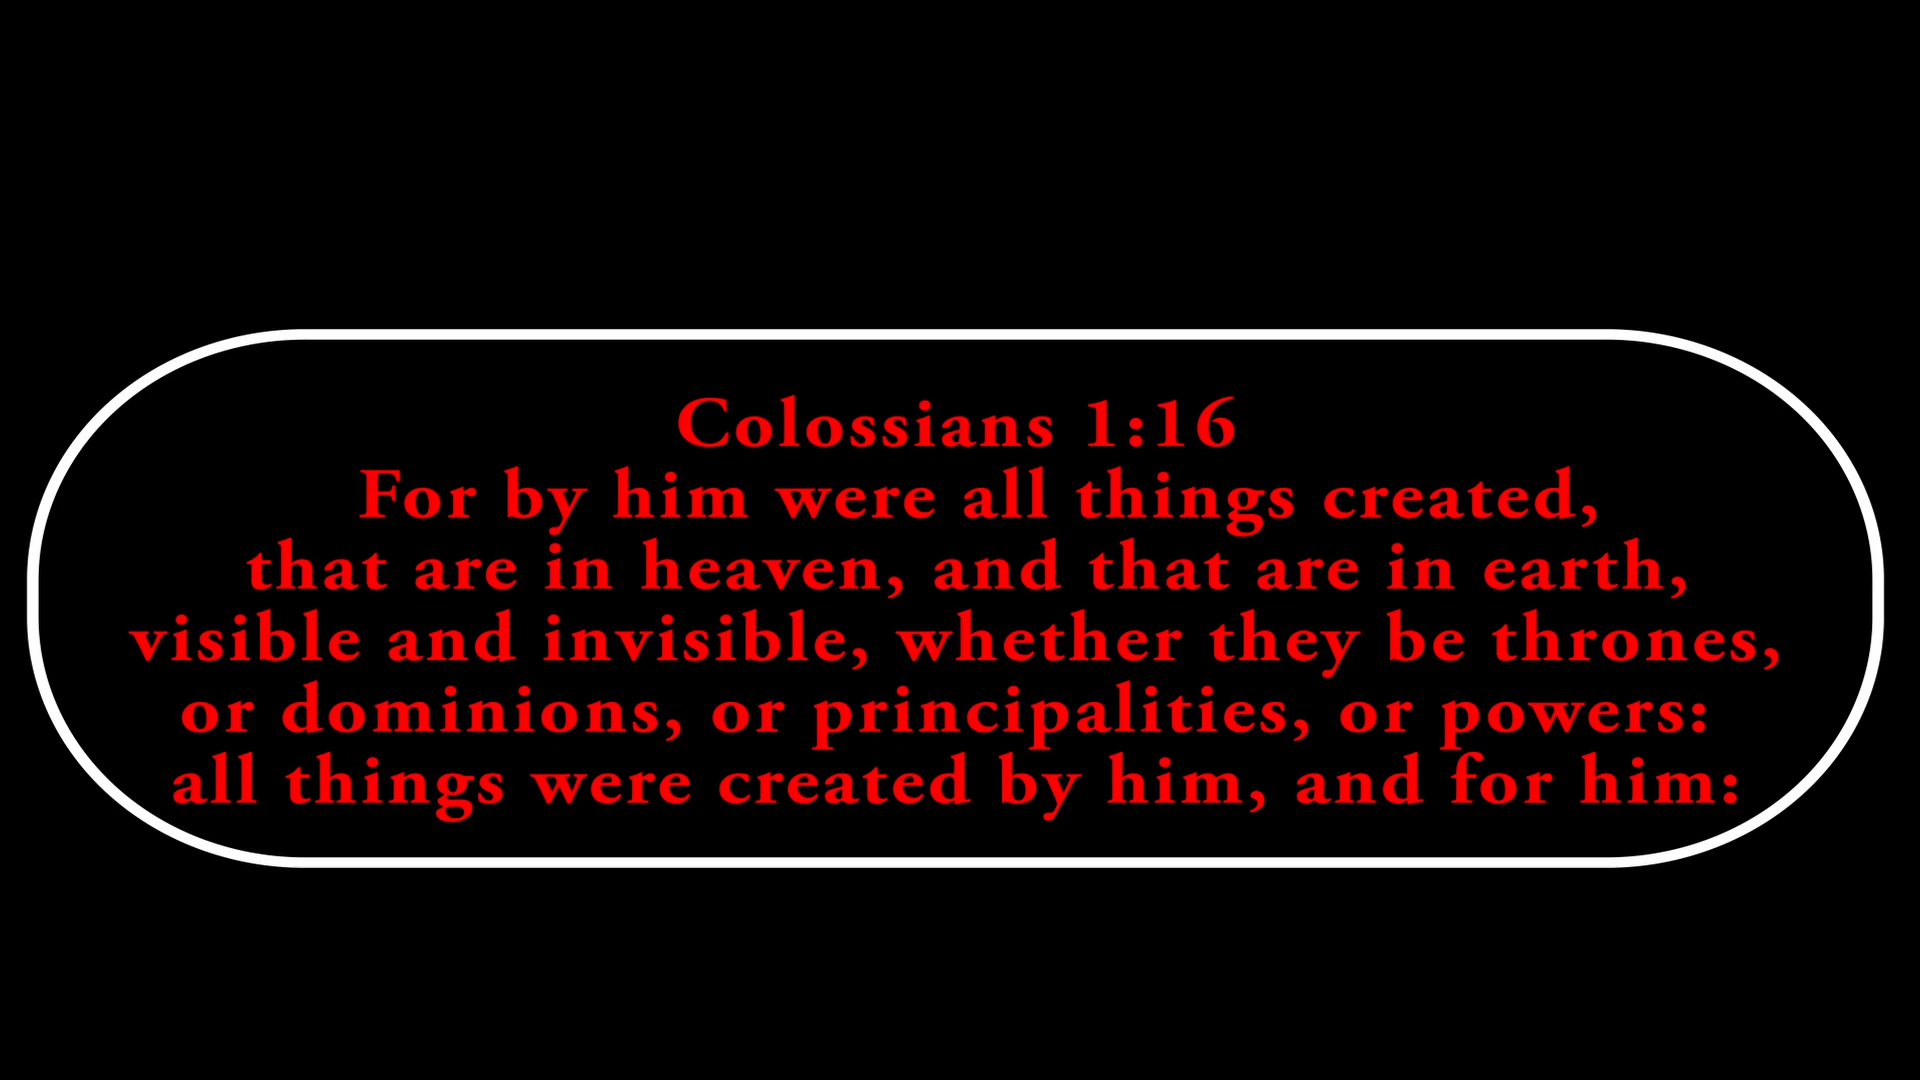 Colossians 1:16
For by him were all things created,
that are in heaven, and that are in earth,
visible and invisible, whether they be thrones,
or dominions, or principalities, or powers:
all things were created by him, and for him: